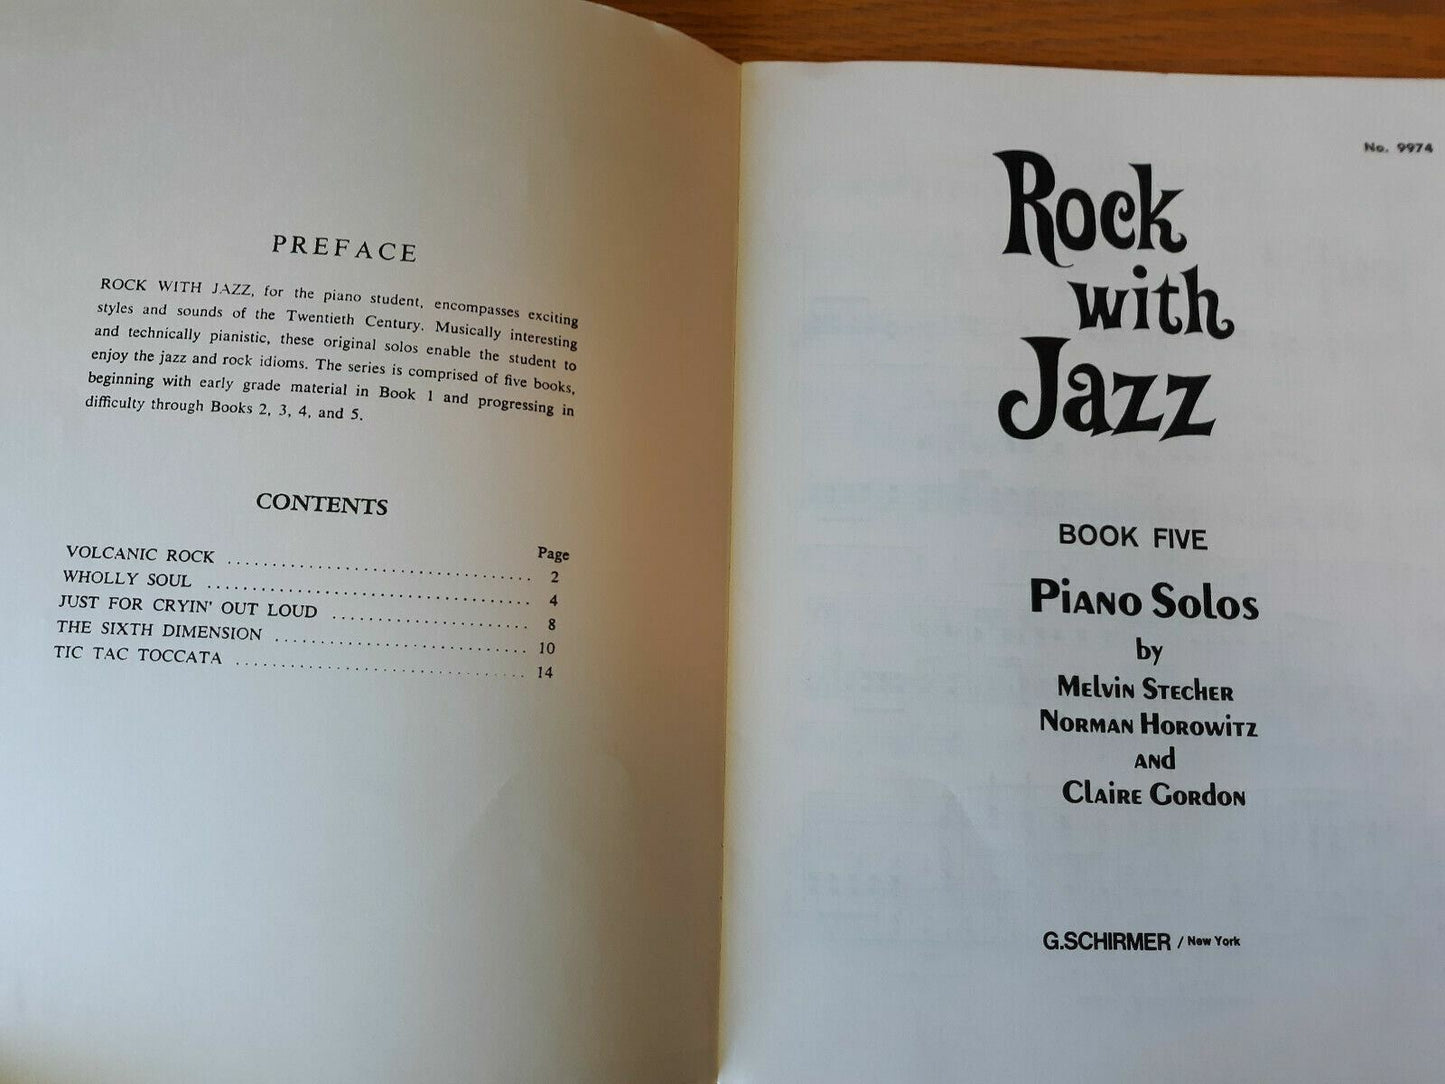 PREFACE
ROCK WITH JAZZ, for the piano student, encompasses exciting
styles and sounds of the Twentieth Century. Musically interesting
and technically pianistic, these original solos enable the student to
enjoy the jazz and rock idioms. The series is comprised of five books,
beginning with early grade material in Book 1 and progressing in
difficulty through Books 2, 3, 4, and 5.
CONTENTS
Page
VOLCANIC ROCK 2
WHOLLY SOUL 4
JUST FOR CRYIN' OUT LOUD 8
THE SIXTH DIMENSION 10
TIC TAC TOCCATA 14
No. 9974
Rock
with
Jazz
BOOK FIVE
Piano Solos
by
Melvin Stecher
Norman Horowitz
and
Claire Gordon
G.SCHIRMER / New York